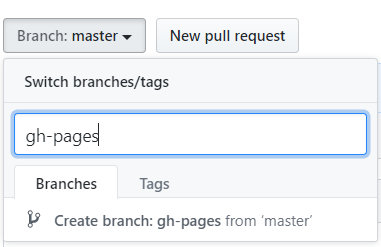 Branch: master New pull request
Switch branches/tags
gh-pages
Branches Tags
Create branch: gh-pages from ‘master’